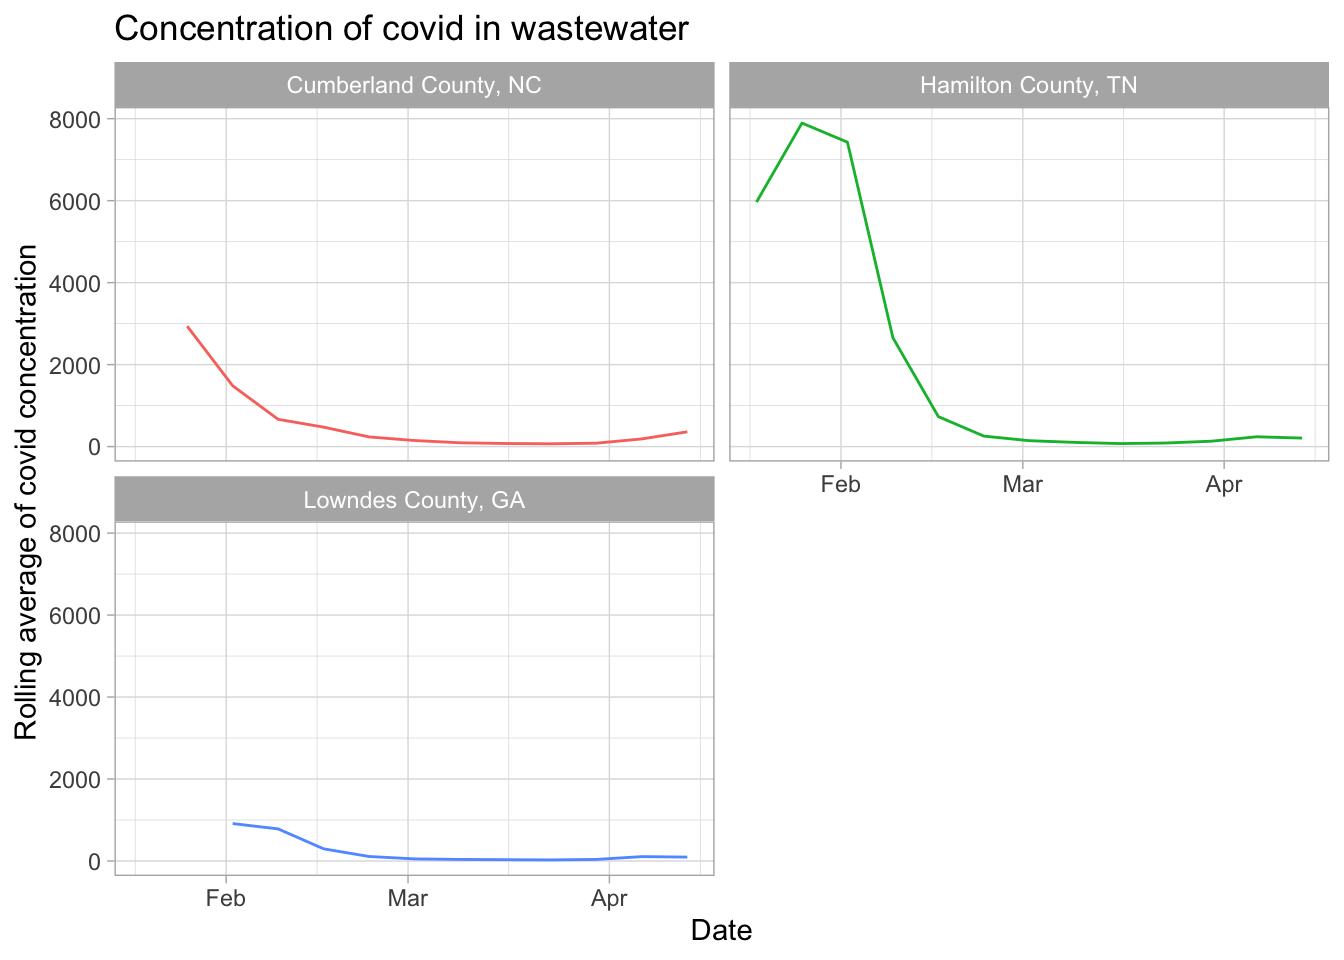 Concentration of covid in wastewater
Cumberland County, NC
Hamilton County, TN
8000
6000
4000
2000
0
Feb Mar Apr
Lowndes County, GA
8000
6000
4000
2000
0
Feb Mar Apr
Date
Rolling average of covid concentration